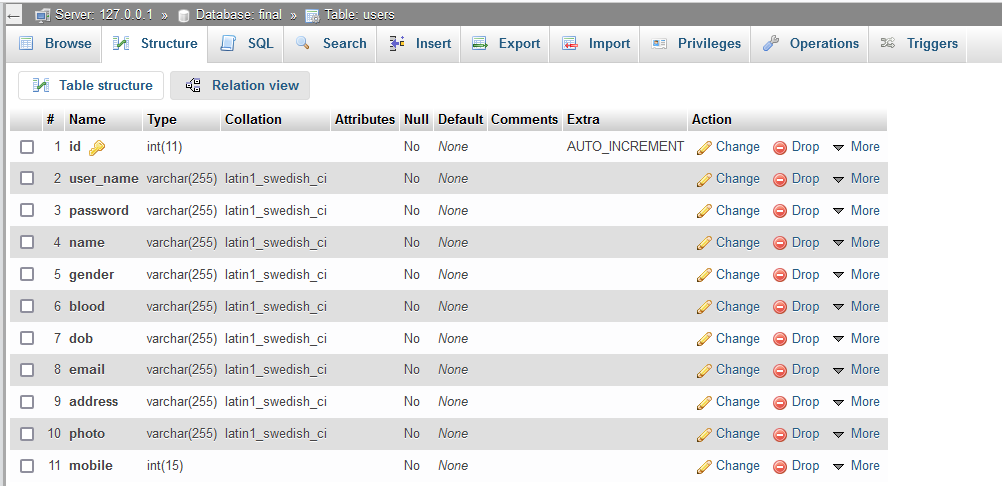 Server: 127.0.0.1 » Database: final » Table: users
Browse Structure SQL Search Insert Export Import Privileges Operations Triggers
Table structure Relation view
# Name Type Collation Attributes Null Default Comments Extra Action
1 id int(11) No None AUTO_INCREMENT Change Drop More
2 user_name varchar(255) latin1_swedish_ci No None Change Drop More
3 password varchar(255) latin1_swedish_ci No None Change Drop More
4 name varchar(255) latin1_swedish_ci No None Change Drop More
5 gender varchar(255) latin1_swedish_ci No None Change Drop More
6 blood varchar(255) latin1_swedish_ci No None Change Drop More
7 dob varchar(255) latin1_swedish_ci No None Change Drop More
8 email varchar(255) latin1_swedish_ci No None Change Drop More
9 address varchar(255) latin1_swedish_ci No None Change Drop More
10 photo varchar(255) latin1_swedish_ci No None Change Drop More
11 mobile int(15) No None Change Drop More